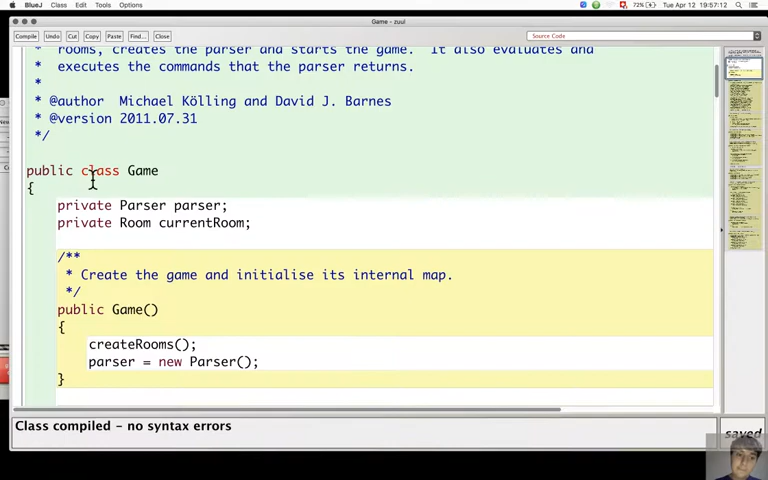 BlueJ Class Edit Tools Options 72% Tue Apr 12 19:57:12
Game - zuul
Compile Undo Cut Copy Paste Find... Close Source Code
* rooms, creates the parser and starts the game. It also evaluates and
* executes the commands that the parser returns.
*
* @author Michael Kölling and David J. Barnes
* @version 2011.07.31
*/
public class Game
{
private Parser parser;
private Room currentRoom;
/**
* Create the game and initialise its internal map.
*/
public Game()
{
createRooms();
parser = new Parser();
}
Class compiled - no syntax errors
saved